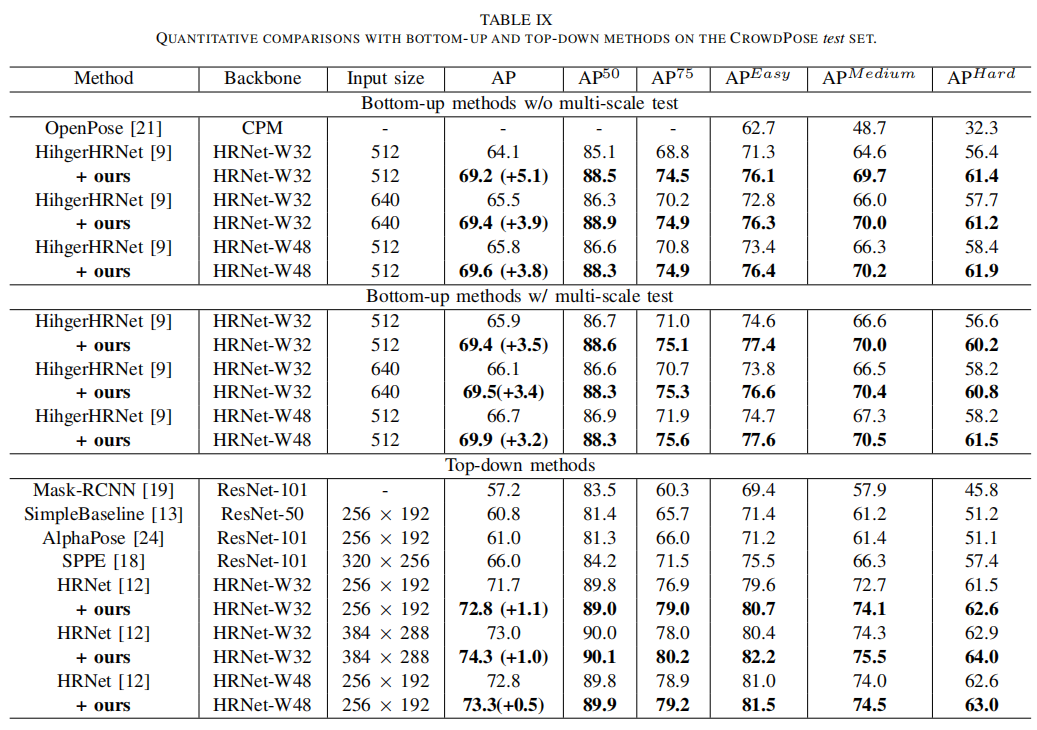 TABLE IX
QUANTITATIVE COMPARISONS WITH BOTTOM-UP AND TOP-DOWN METHODS ON THE CROWDPOSE test SET.
Method Backbone Input size AP AP50 AP75 APEasy APMedium APHard
Bottom-up methods w/o multi-scale test
OpenPose [21] CPM - - - - 62.7 48.7 32.3
HihgerHRNet [9] HRNet-W32 512 64.1 85.1 68.8 71.3 64.6 56.4
+ ours HRNet-W32 512 69.2 (+5.1) 88.5 74.5 76.1 69.7 61.4
HihgerHRNet [9] HRNet-W32 640 65.5 86.3 70.2 72.8 66.0 57.7
+ ours HRNet-W32 640 69.4 (+3.9) 88.9 74.9 76.3 70.0 61.2
HihgerHRNet [9] HRNet-W48 512 65.8 86.6 70.8 73.4 66.3 58.4
+ ours HRNet-W48 512 69.6 (+3.8) 88.3 74.9 76.4 70.2 61.9
Bottom-up methods w/ multi-scale test
HihgerHRNet [9] HRNet-W32 512 65.9 86.7 71.0 74.6 66.6 56.6
+ ours HRNet-W32 512 69.4 (+3.5) 88.6 75.1 77.4 70.0 60.2
HihgerHRNet [9] HRNet-W32 640 66.1 86.6 70.7 73.8 66.5 58.2
+ ours HRNet-W32 640 69.5(+3.4) 88.3 75.3 76.6 70.4 60.8
HihgerHRNet [9] HRNet-W48 512 66.7 86.9 71.9 74.7 67.3 58.2
+ ours HRNet-W48 512 69.9 (+3.2) 88.3 75.6 77.6 70.5 61.5
Top-down methods
Mask-RCNN [19] ResNet-101 - 57.2 83.5 60.3 69.4 57.9 45.8
SimpleBaseline [13] ResNet-50 256 × 192 60.8 81.4 65.7 71.4 61.2 51.2
AlphaPose [24] ResNet-101 256 × 192 61.0 81.3 66.0 71.2 61.4 51.1
SPPE [18] ResNet-101 320 × 256 66.0 84.2 71.5 75.5 66.3 57.4
HRNet [12] HRNet-W32 256 × 192 71.7 89.8 76.9 79.6 72.7 61.5
+ ours HRNet-W32 256 × 192 72.8 (+1.1) 89.0 79.0 80.7 74.1 62.6
HRNet [12] HRNet-W32 384 × 288 73.0 90.0 78.0 80.4 74.3 62.9
+ ours HRNet-W32 384 × 288 74.3 (+1.0) 90.1 80.2 82.2 75.5 64.0
HRNet [12] HRNet-W48 256 × 192 72.8 89.8 78.9 81.0 74.0 62.6
+ ours HRNet-W48 256 × 192 73.3(+0.5) 89.9 79.2 81.5 74.5 63.0